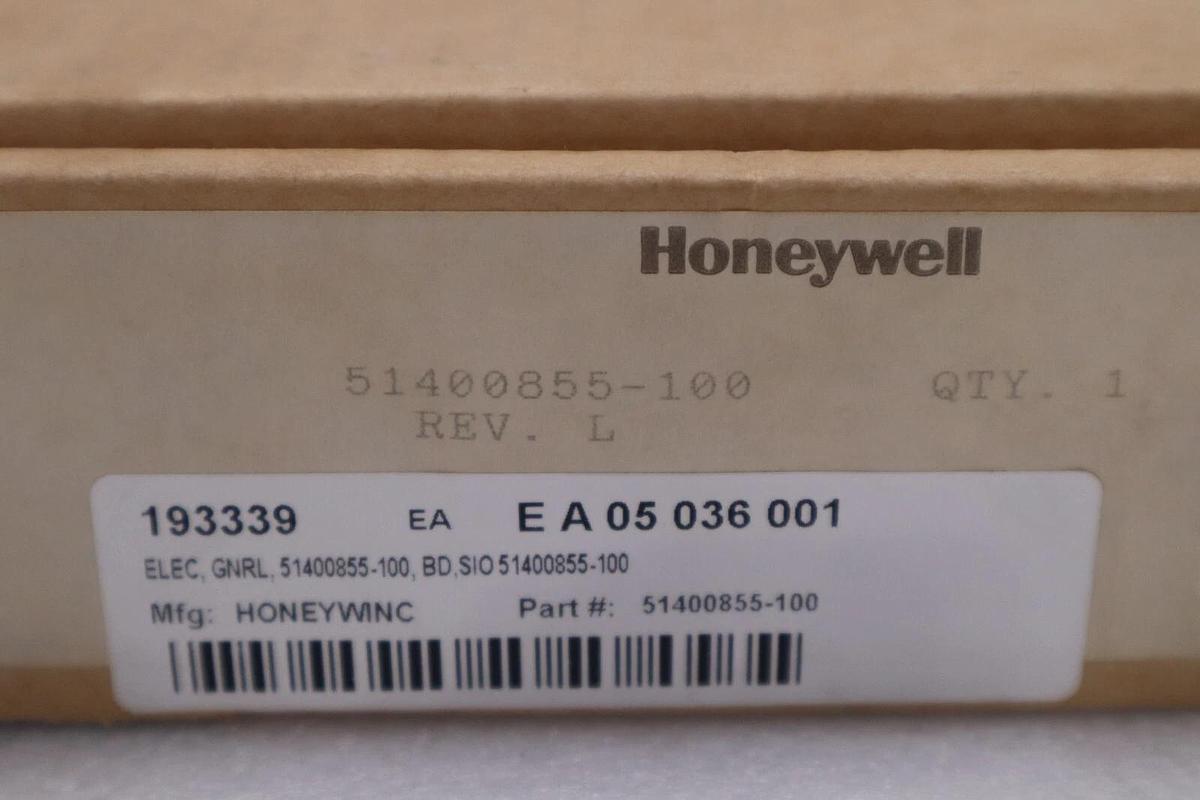 Honeywell
51400855-100 QTY. 1
REV. L
193339 EA E A 05 036 001
ELEC, GNRL, 51400855-100, BD,SIO 51400855-100
Mfg: HONEYWINC Part #: 51400855-100